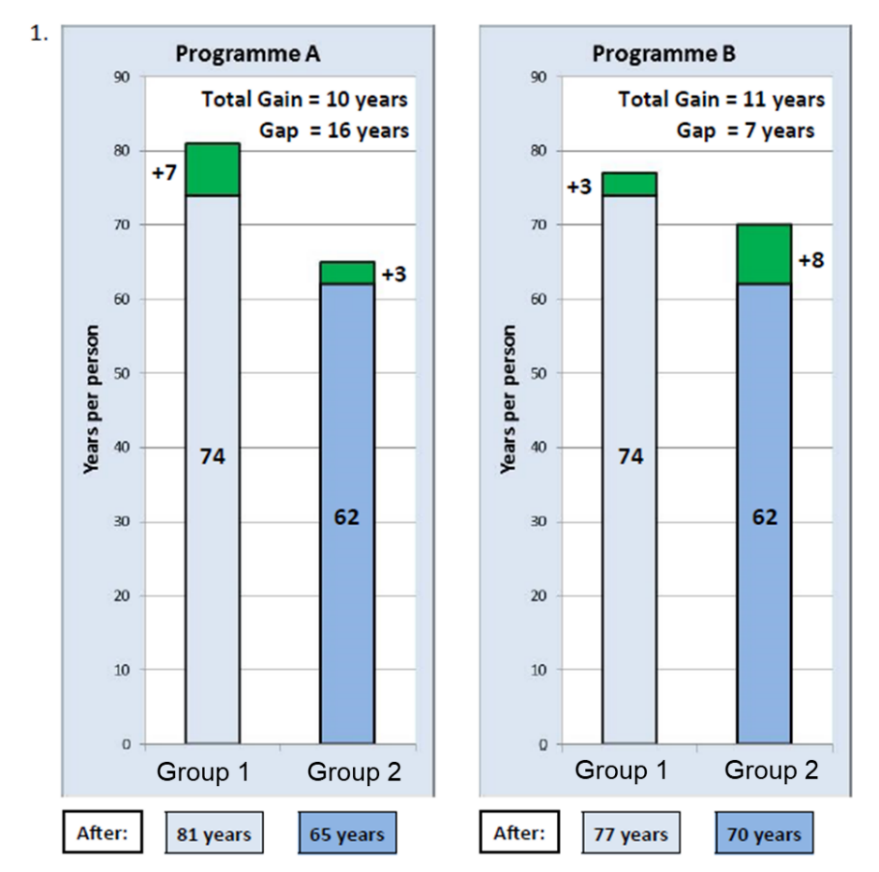 1.
Programme A
Total Gain = 10 years
Gap = 16 years
90
80
70
60
50
40
30
20
10
0
Years per person
+7
+3
74
62
Group 1
Group 2
After:
81 years
65 years
Programme B
Total Gain = 11 years
Gap = 7 years
90
80
70
60
50
40
30
20
10
0
Years per person
+3
+8
74
62
Group 1
Group 2
After:
77 years
70 years